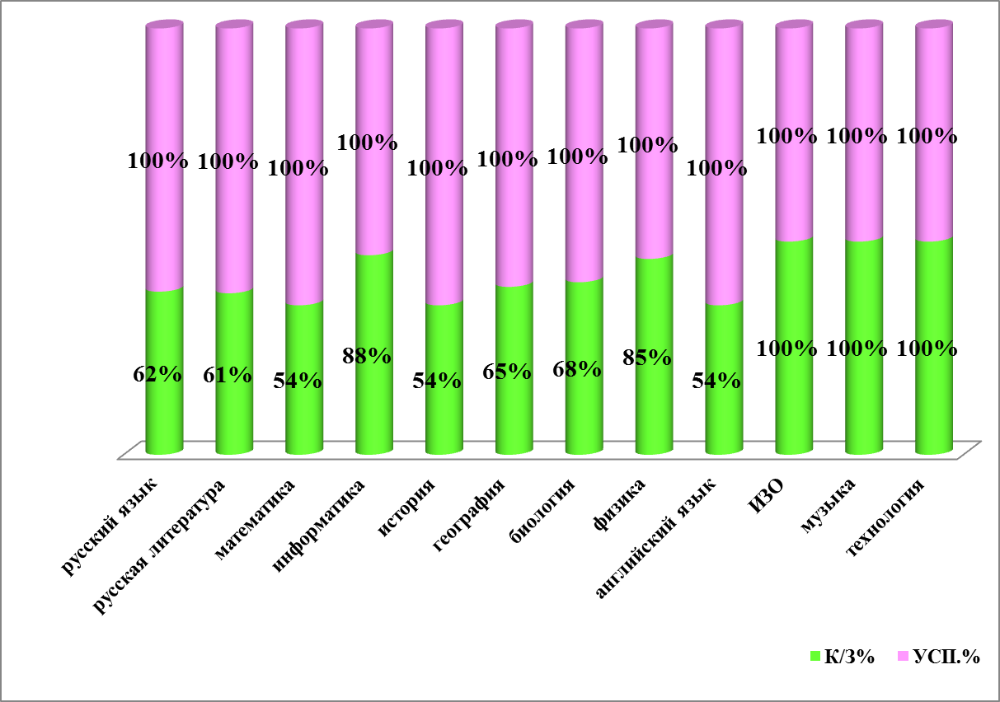 100% 100% 100% 100% 100% 100% 100% 100% 100% 100% 100% 100%
62% 61% 54% 88% 54% 65% 68% 85% 54% 100% 100% 100%
русский язык
русская литература
математика
информатика
история
география
биология
физика
английский язык
ИЗО
музыка
технология
К/З% УСП.%